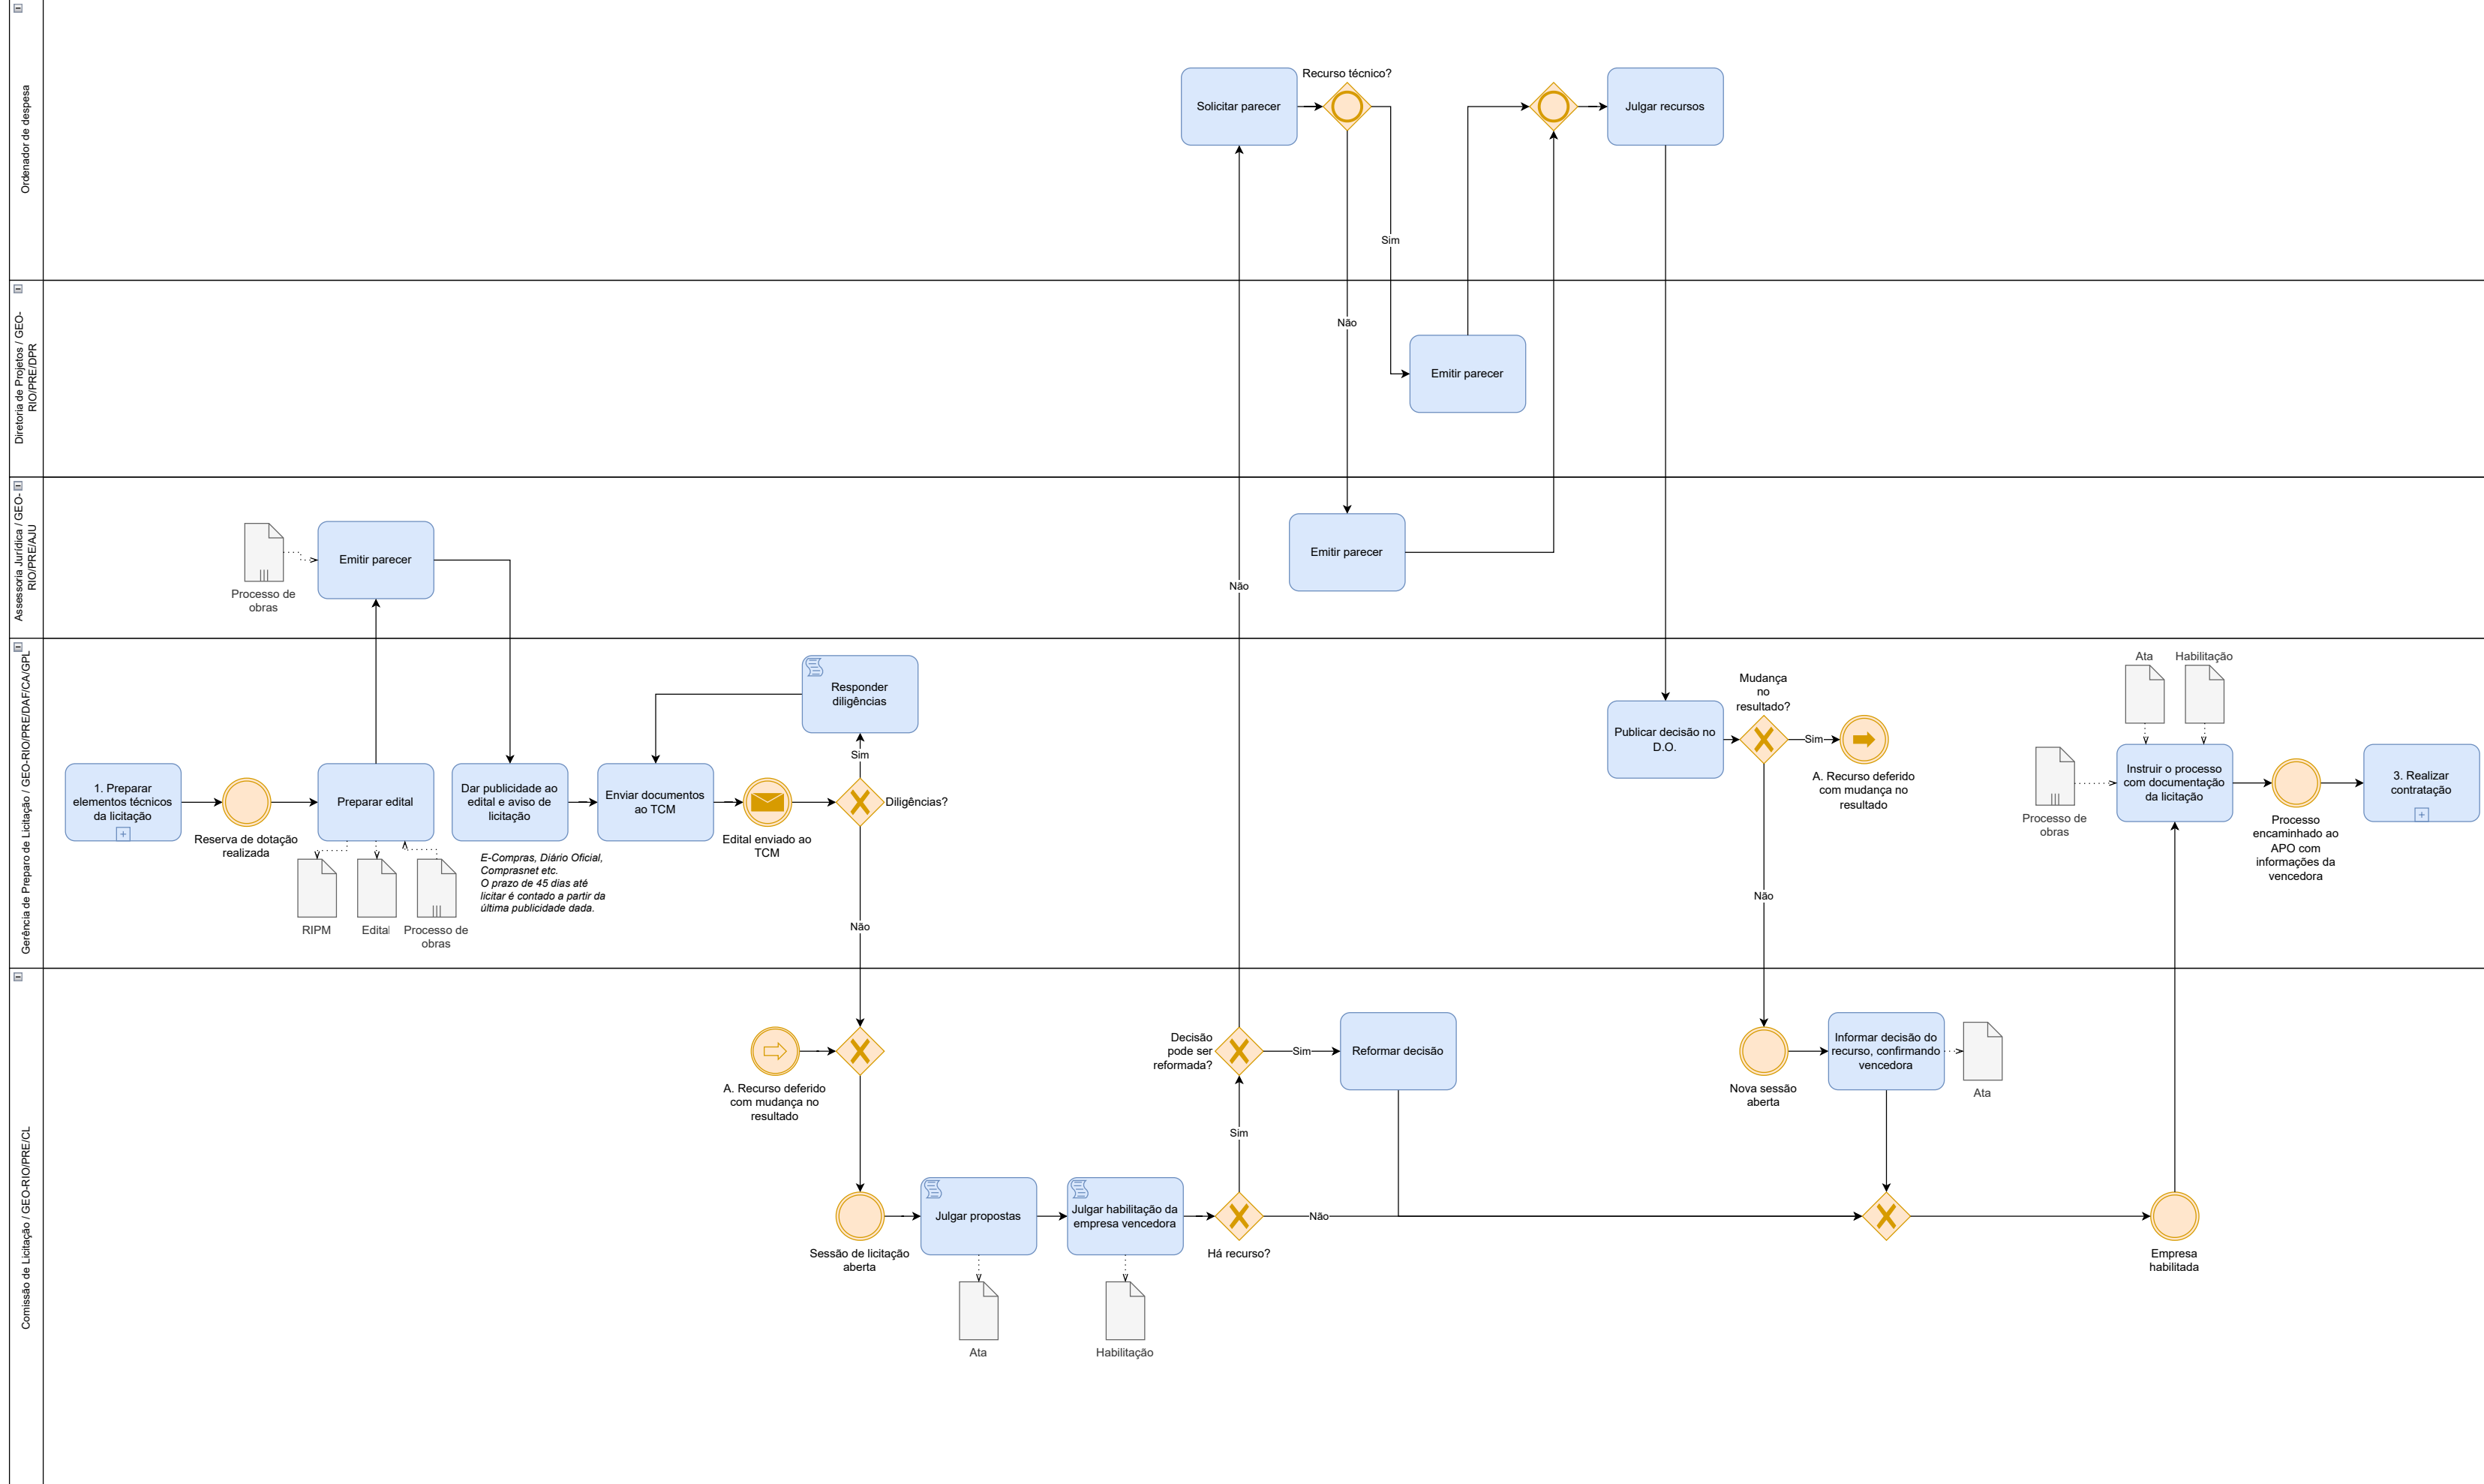 Ordenador de despesa
Solicitar parecer
Recurso técnico?
Sim
Não
Julgar recursos
Diretoria de Projetos / GEO-
RIO/PRE/DPR
Emitir parecer
Assessoria Jurídica / GEO-
RIO/PRE/AJU
Processo de
obras
Emitir parecer
Não
Emitir parecer
Gerência de Preparo de Licitação / GEO-RIO/PRE/DAF/CA/GPL
1. Preparar
elementos técnicos
da licitação
Reserva de dotação
realizada
Preparar edital
RIPM
Edital
Processo de
obras
Dar publicidade ao
edital e aviso de
licitação
E-Compras, Diário Oficial,
Comprasnet etc.
O prazo de 45 dias até
licitar é contado a partir da
última publicidade dada.
Enviar documentos
ao TCM
Edital enviado ao
TCM
Responder
diligências
Sim
Diligências?
Não
Publicar decisão no
D.O.
Mudança
no
resultado?
Sim
A. Recurso deferido
com mudança no
resultado
Não
Ata
Habilitação
Processo de
obras
Instruir o processo
com documentação
da licitação
Processo
encaminhado ao
APO com
informações da
vencedora
3. Realizar
contratação
Comissão de Licitação / GEO-RIO/PRE/CL
A. Recurso deferido
com mudança no
resultado
Sessão de licitação
aberta
Julgar propostas
Ata
Julgar habilitação da
empresa vencedora
Habilitação
Há recurso?
Sim
Não
Decisão
pode ser
reformada?
Sim
Reformar decisão
Nova sessão
aberta
Informar decisão do
recurso, confirmando
vencedora
Ata
Empresa
habilitada